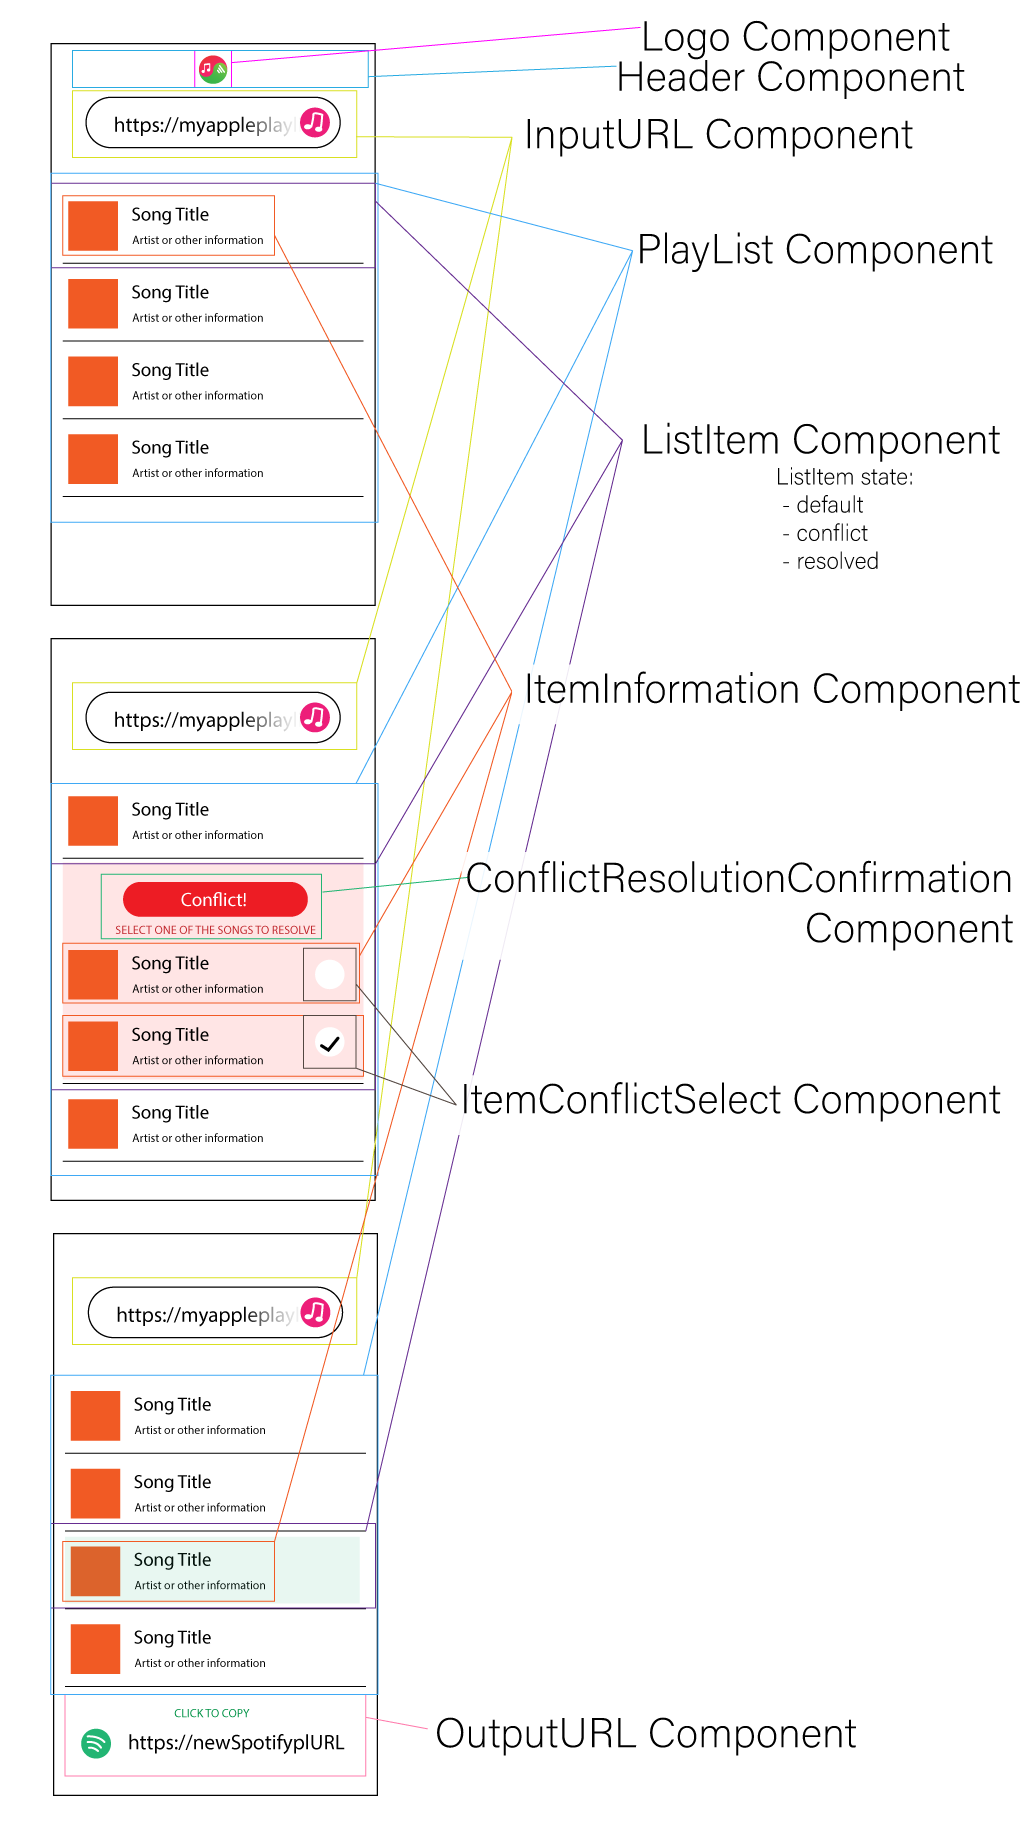 Logo Component
Header Component
https://myappleplay
InputURL Component
Song Title
Artist or other information
PlayList Component
Song Title
Artist or other information
Song Title
Artist or other information
Song Title
Artist or other information
ListItem Component
ListItem state:
- default
- conflict
- resolved
https://myappleplay
ItemInformation Component
Song Title
Artist or other information
Conflict!
SELECT ONE OF THE SONGS TO RESOLVE
ConflictResolutionConfirmation
Component
Song Title
Artist or other information
Song Title
Artist or other information
ItemConflictSelect Component
Song Title
Artist or other information
https://myappleplay
Song Title
Artist or other information
Song Title
Artist or other information
Song Title
Artist or other information
Song Title
Artist or other information
CLICK TO COPY
https://newSpotifyplURL
OutputURL Component